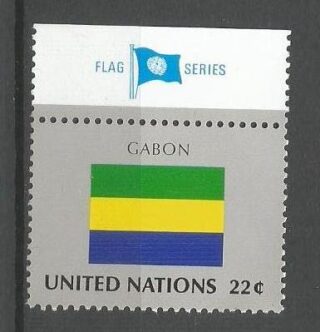 FLAG SERIES
GABON
UNITED NATIONS 22¢